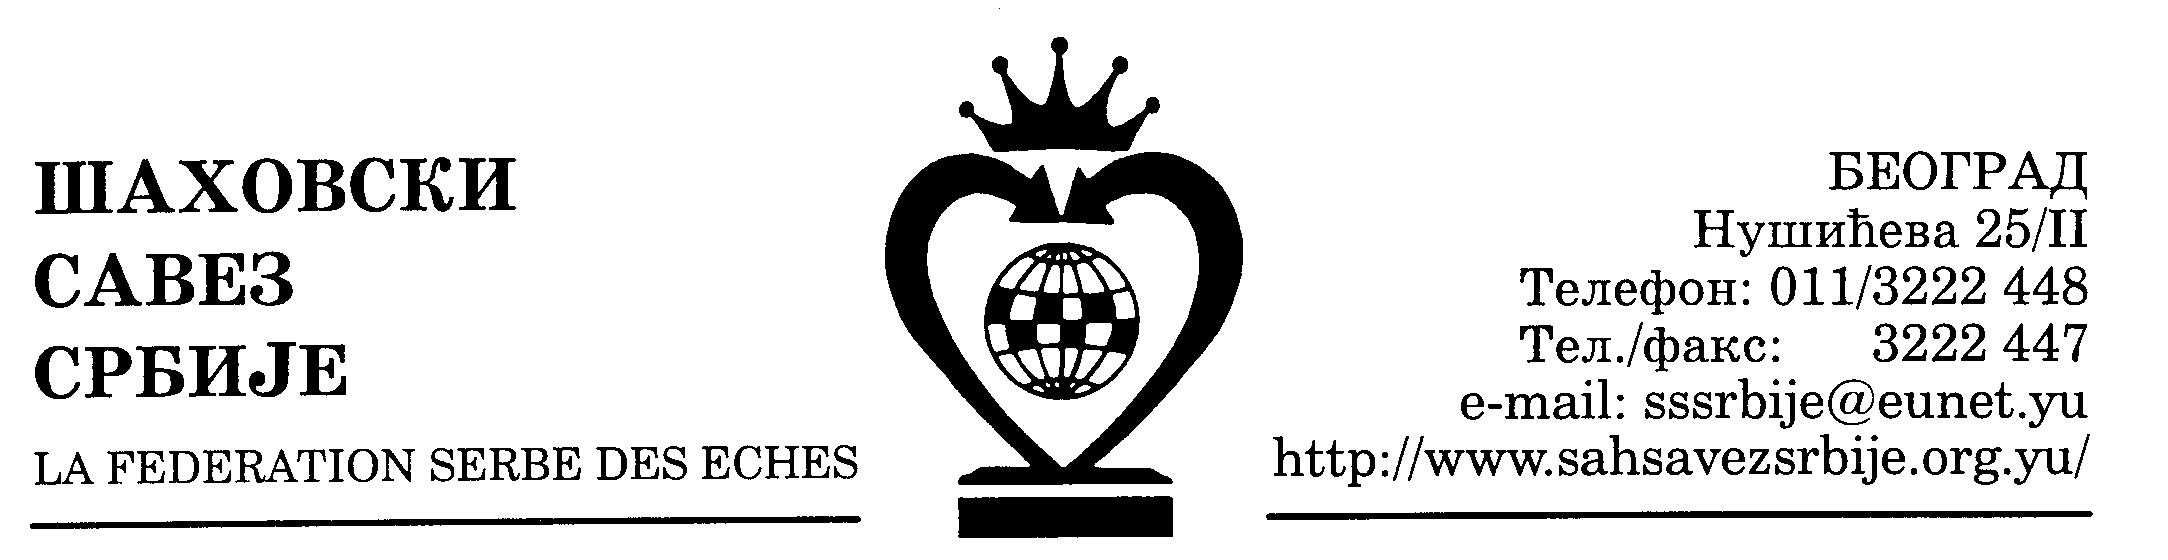 ШАХОВСКИ
САВЕЗ
СРБИЈЕ
LA FEDERATION SERBE DES ECHES
БЕОГРАД
Нушићева 25/II
Телефон: 011/3222 448
Тел./факс: 3222 447
e-mail: sssrbije@eunet.yu
http://www.sahsavezsrbije.org.yu/